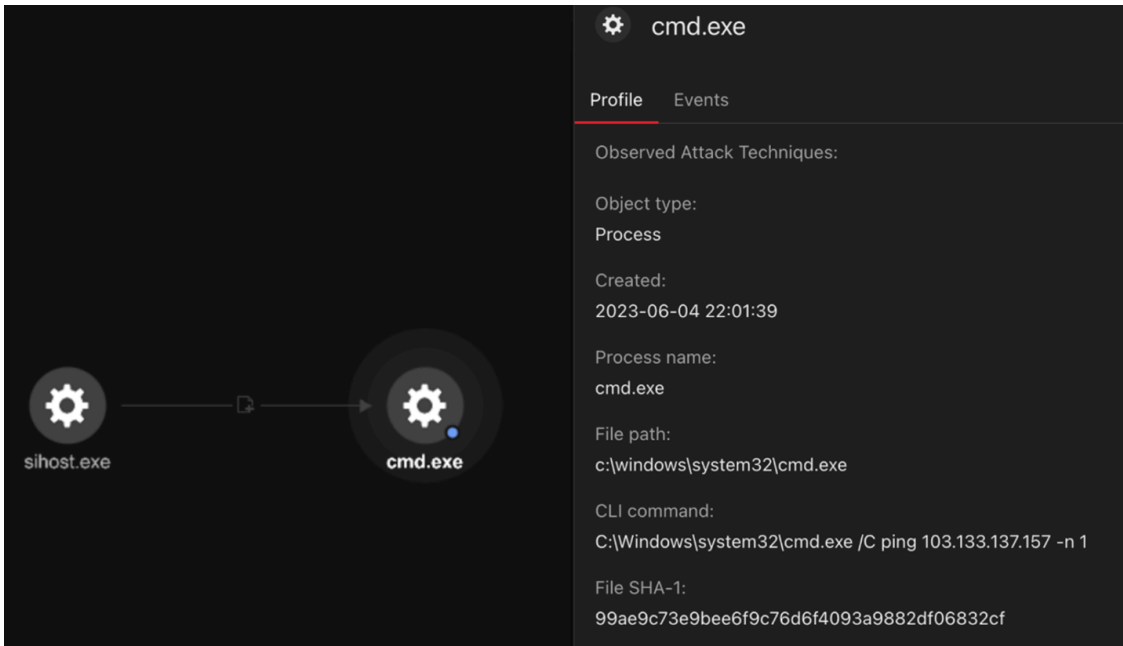 cmd.exe
Profile Events
Observed Attack Techniques:
Object type:
Process
Created:
2023-06-04 22:01:39
Process name:
cmd.exe
File path:
c:\windows\system32\cmd.exe
CLI command:
C:\Windows\system32\cmd.exe /C ping 103.133.137.157 -n 1
File SHA-1:
99ae9c73e9bee6f9c76d6f4093a9882df06832cf
sihost.exe
cmd.exe